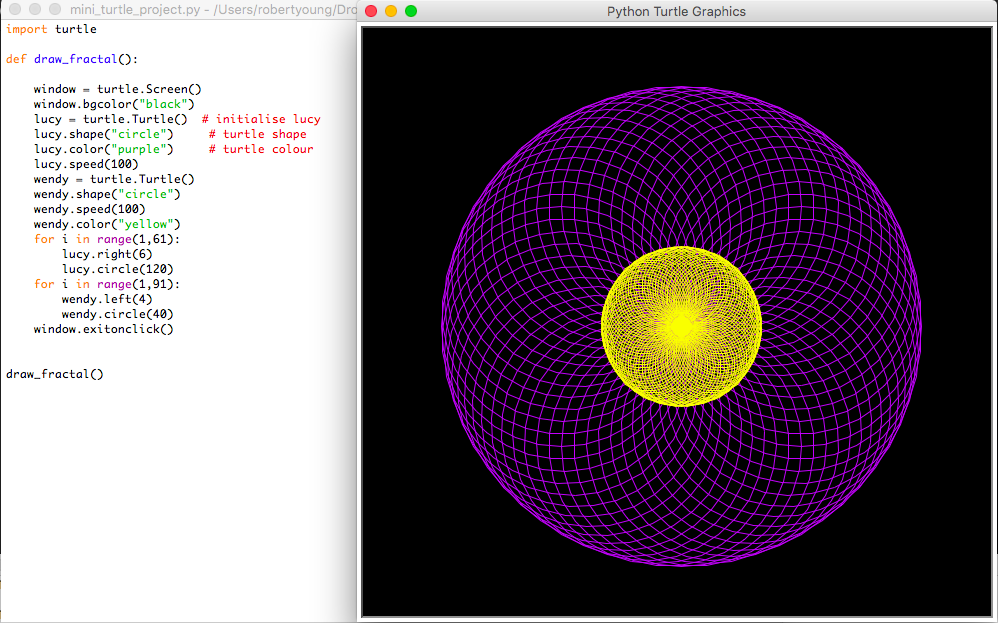 mini_turtle_project.py - /Users/robertyoung/Dro
Python Turtle Graphics
import turtle
def draw_fractal():
    window = turtle.Screen()
    window.bgcolor("black")
    lucy = turtle.Turtle()  # initialise lucy
    lucy.shape("circle")     # turtle shape
    lucy.color("purple")     # turtle colour
    lucy.speed(100)
    wendy = turtle.Turtle()
    wendy.shape("circle")
    wendy.speed(100)
    wendy.color("yellow")
    for i in range(1,61):
        lucy.right(6)
        lucy.circle(120)
    for i in range(1,91):
        wendy.left(4)
        wendy.circle(40)
    window.exitonclick()
draw_fractal()